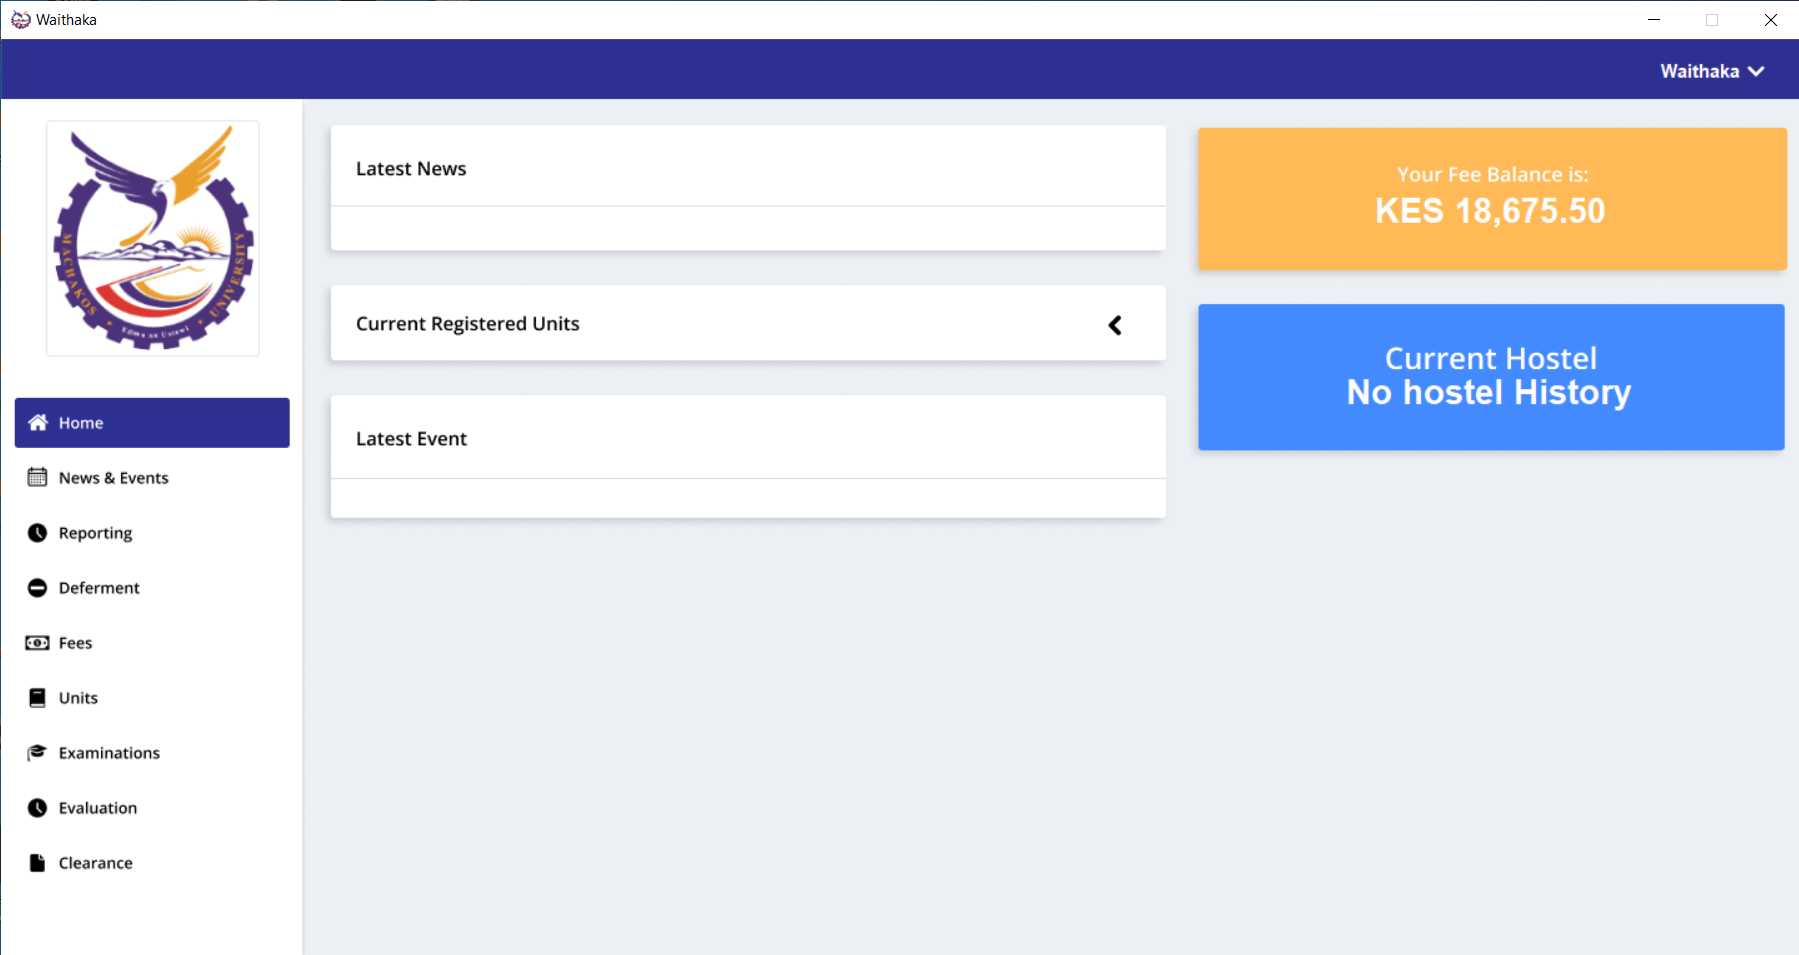 Waithaka
Waithaka
MACHAKOS UNIVERSITY
Elimu na Ustawi
Home
News & Events
Reporting
Deferment
Fees
Units
Examinations
Evaluation
Clearance
Latest News
Current Registered Units
Latest Event
Your Fee Balance is:
KES 18,675.50
Current Hostel
No hostel History